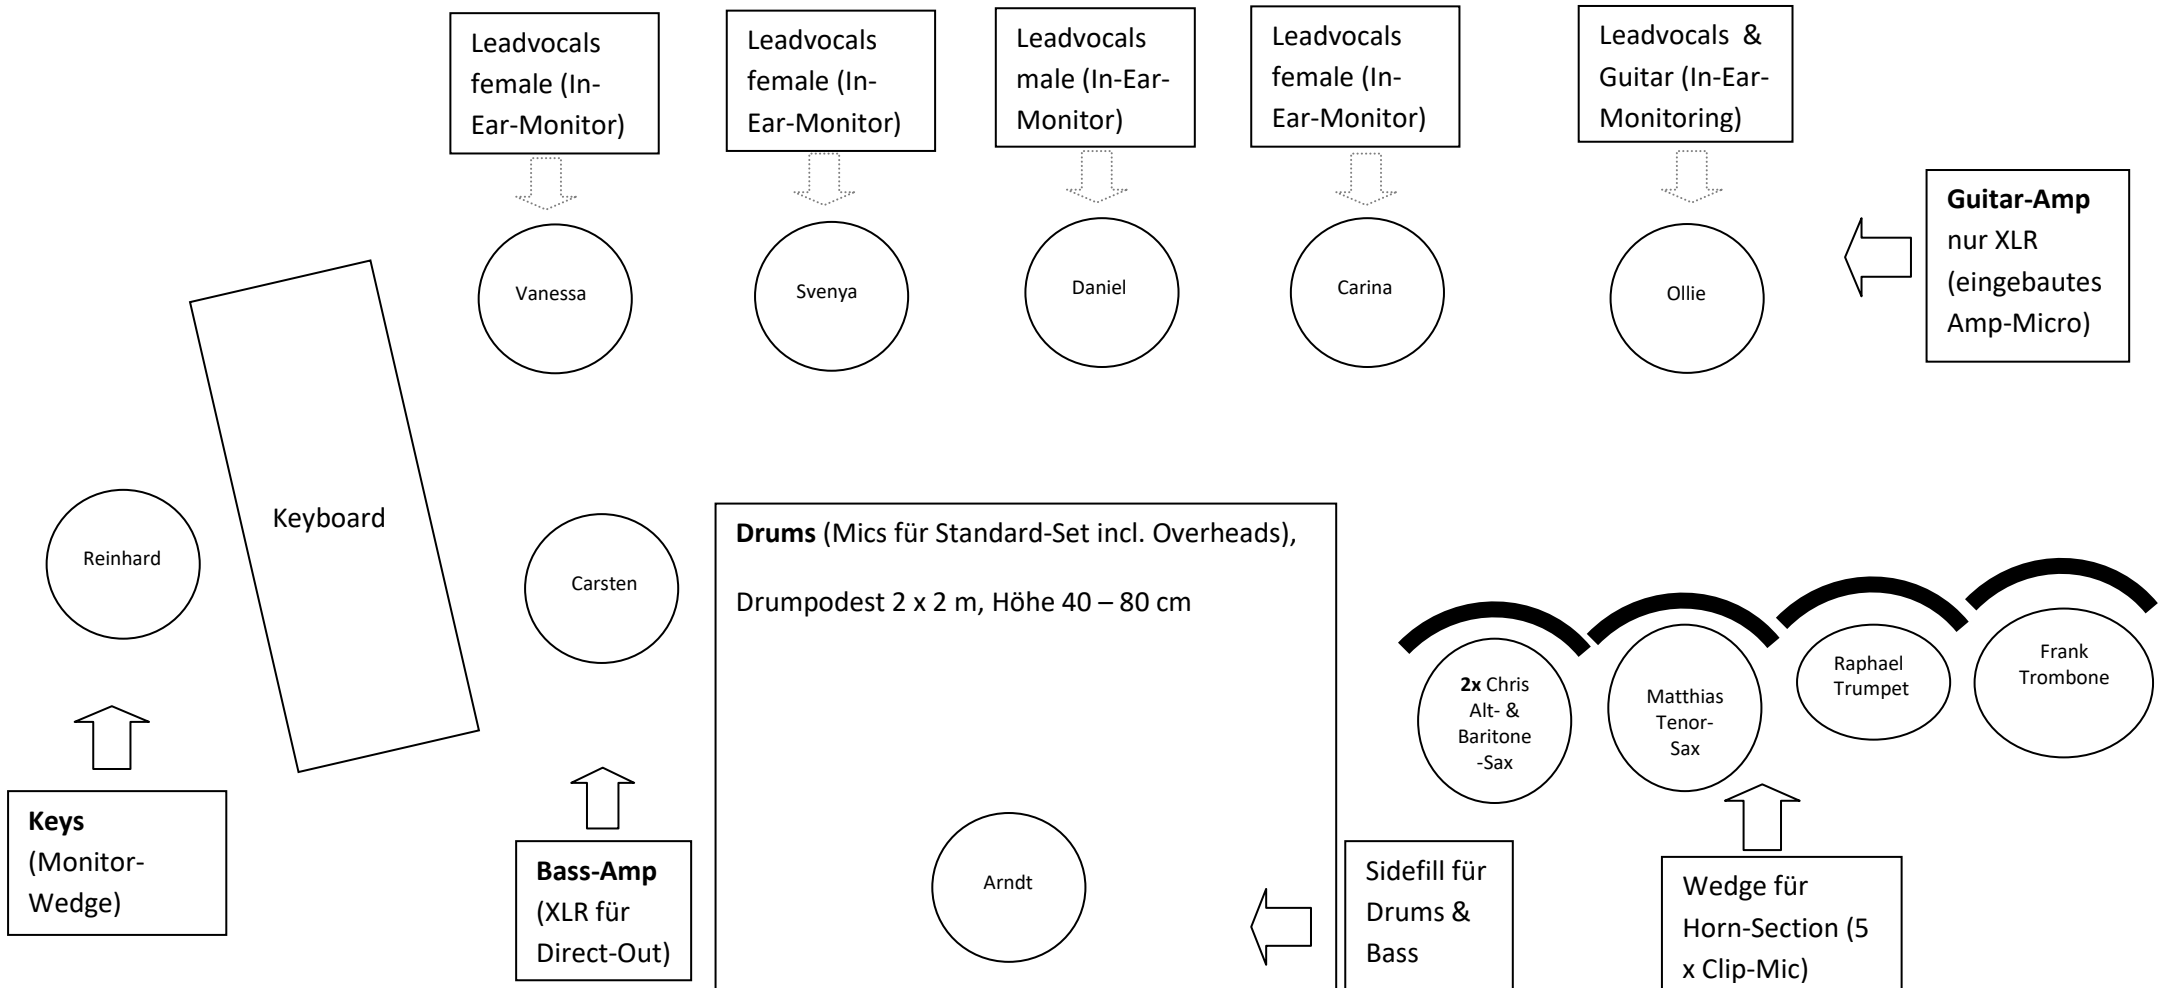 Leadvocals
female (In-
Ear-Monitor)
Leadvocals
female (In-
Ear-Monitor)
Leadvocals
male (In-Ear-
Monitor)
Leadvocals
female (In-
Ear-Monitor)
Leadvocals & 
Guitar (In-Ear-
Monitoring)
Guitar-Amp
nur XLR
(eingebautes
Amp-Micro)
Vanessa
Svenya
Daniel
Carina
Ollie
Keyboard
Reinhard
Carsten
Drums (Mics für Standard-Set incl. Overheads),
Drumpodest 2 x 2 m, Höhe 40 – 80 cm
2x Chris
Alt- &
Baritone
-Sax
Matthias
Tenor-
Sax
Raphael
Trumpet
Frank
Trombone
Keys
(Monitor-
Wedge)
Bass-Amp
(XLR für
Direct-Out)
Arndt
Sidefill für
Drums &
Bass
Wedge für
Horn-Section (5
x Clip-Mic)